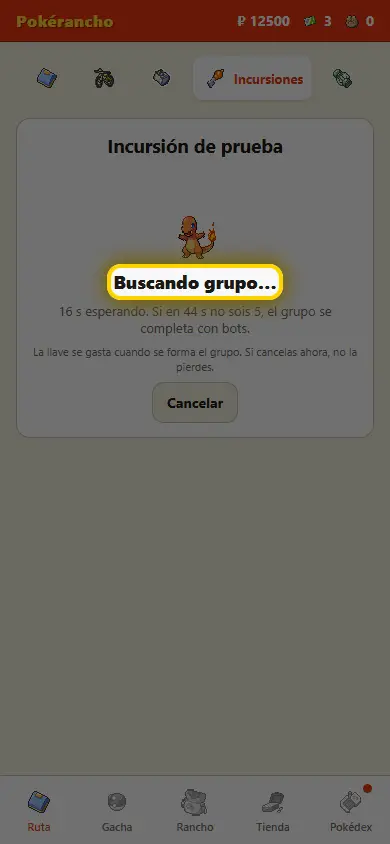 Pokérancho
₽ 12500
3
0
Incursiones
Incursión de prueba
Buscando grupo...
16 s esperando. Si en 44 s no sois 5, el grupo se
completa con bots.
La llave se gasta cuando se forma el grupo. Si cancelas ahora, no la
pierdes.
Cancelar
Ruta
Gacha
Rancho
Tienda
Pokédex